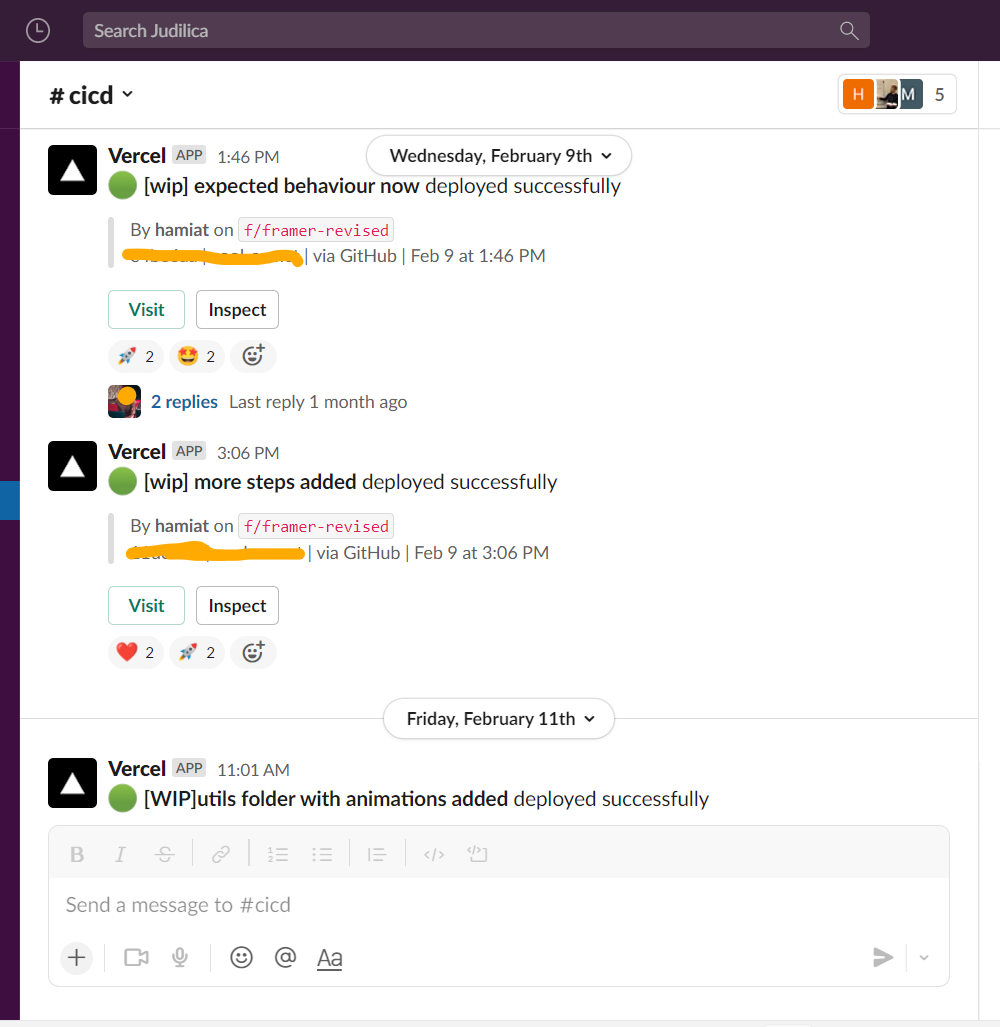 Search Judilica
# cicd
H M 5
Wednesday, February 9th
Vercel APP 1:46 PM
[wip] expected behaviour now deployed successfully
By hamiat on f/framer-revised
| via GitHub | Feb 9 at 1:46 PM
Visit Inspect
2 2
2 replies Last reply 1 month ago
Vercel APP 3:06 PM
[wip] more steps added deployed successfully
By hamiat on f/framer-revised
| via GitHub | Feb 9 at 3:06 PM
Visit Inspect
2 2
Friday, February 11th
Vercel APP 11:01 AM
[WIP]utils folder with animations added deployed successfully
B I S
Send a message to #cicd
@ Aa